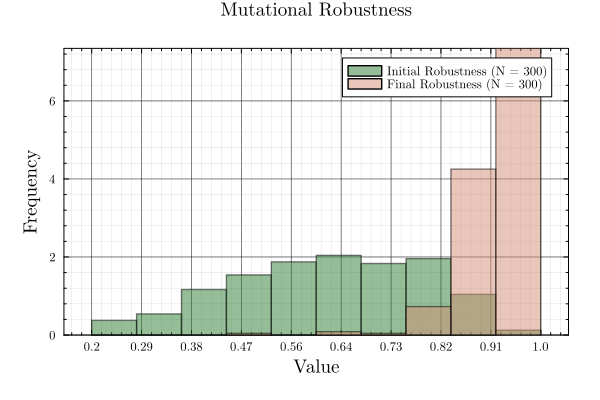 Mutational Robustness
Initial Robustness (N = 300)
Final Robustness (N = 300)
Frequency
6
4
2
0
0.2 0.29 0.38 0.47 0.56 0.64 0.73 0.82 0.91 1.0
Value